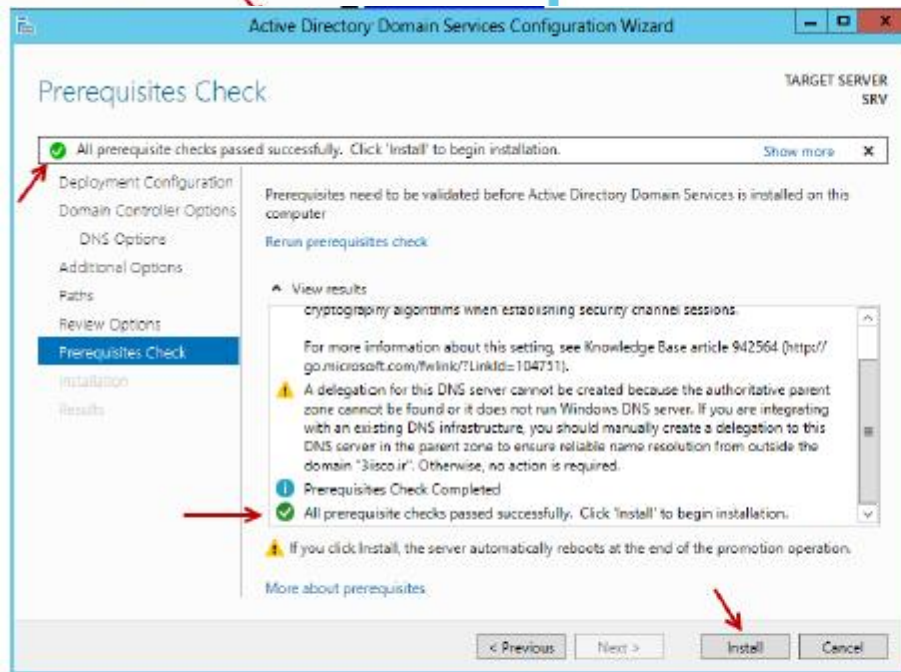 Active Directory Domain Services Configuration Wizard
Prerequisites Check
TARGET SERVER
SRV
All prerequisite checks passed successfully. Click 'Install' to begin installation.
Show more
Deployment Configuration
Domain Controller Options
DNS Options
Additional Options
Paths
Review Options
Prerequisites Check
Installation
Results
Prerequisites need to be validated before Active Directory Domain Services is installed on this
computer
Rerun prerequisites check
View results
cryptography algorithms when establishing security channel sessions.
For more information about this setting, see Knowledge Base article 942564 (http://
go.microsoft.com/fwlink/?LinkId=104751).
A delegation for this DNS server cannot be created because the authoritative parent
zone cannot be found or it does not run Windows DNS server. If you are integrating
with an existing DNS infrastructure, you should manually create a delegation to this
DNS server in the parent zone to ensure reliable name resolution from outside the
domain "3isco.ir". Otherwise, no action is required.
Prerequisites Check Completed
All prerequisite checks passed successfully. Click 'Install' to begin installation.
If you click Install, the server automatically reboots at the end of the promotion operation.
More about prerequisites
< Previous
Next >
Install
Cancel